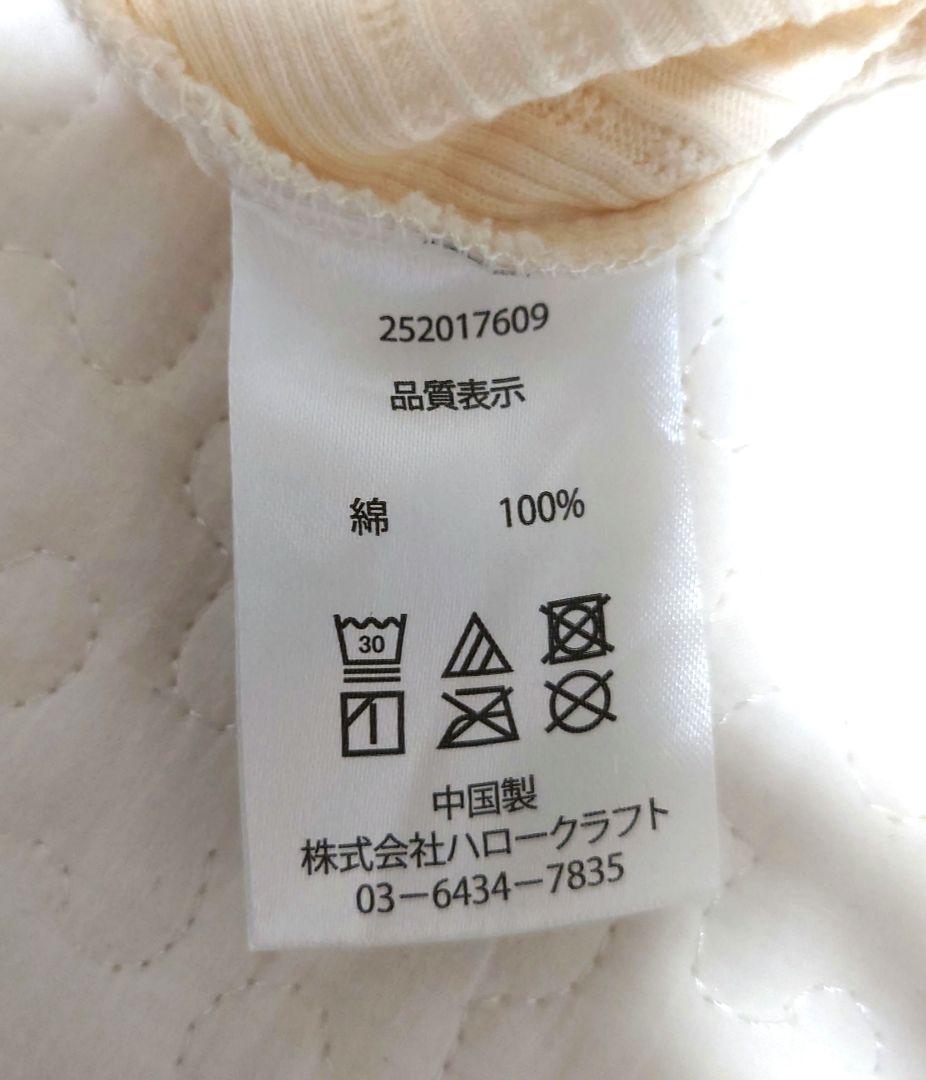 252017609
品質表示
綿 100%
30
中国製
株式会社ハロークラフト
03-6434-7835